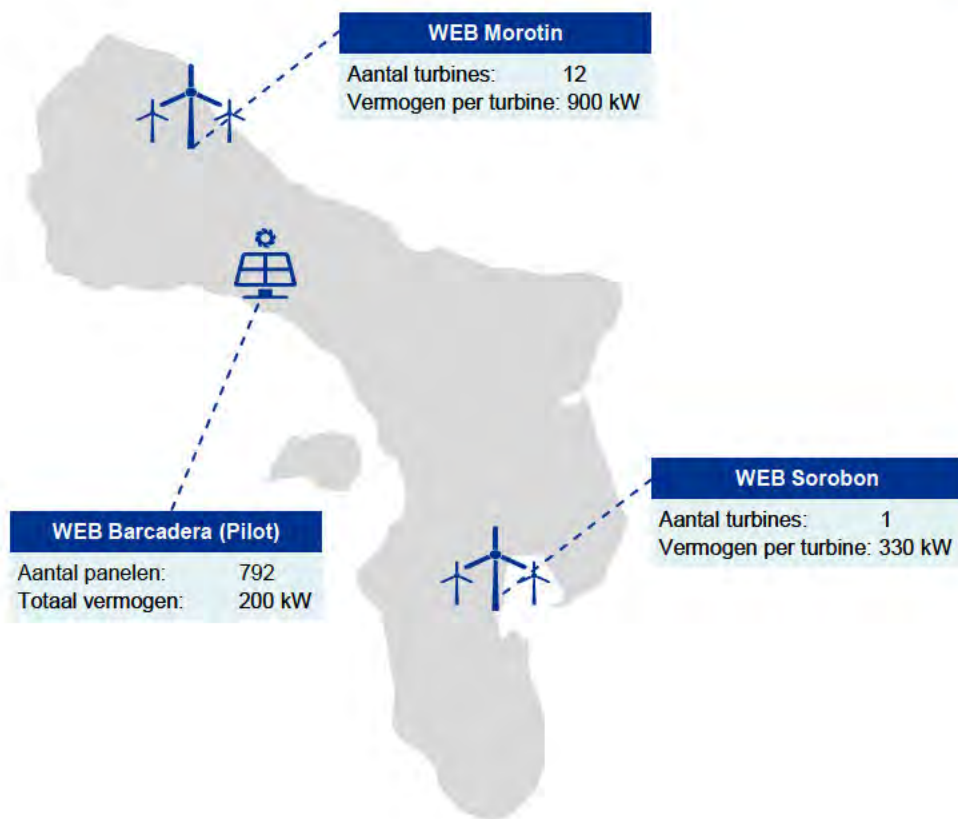 WEB Morotin
Aantal turbines: 12
Vermogen per turbine: 900 kW
WEB Barcadera (Pilot)
Aantal panelen: 792
Totaal vermogen: 200 kW
WEB Sorobon
Aantal turbines: 1
Vermogen per turbine: 330 kW